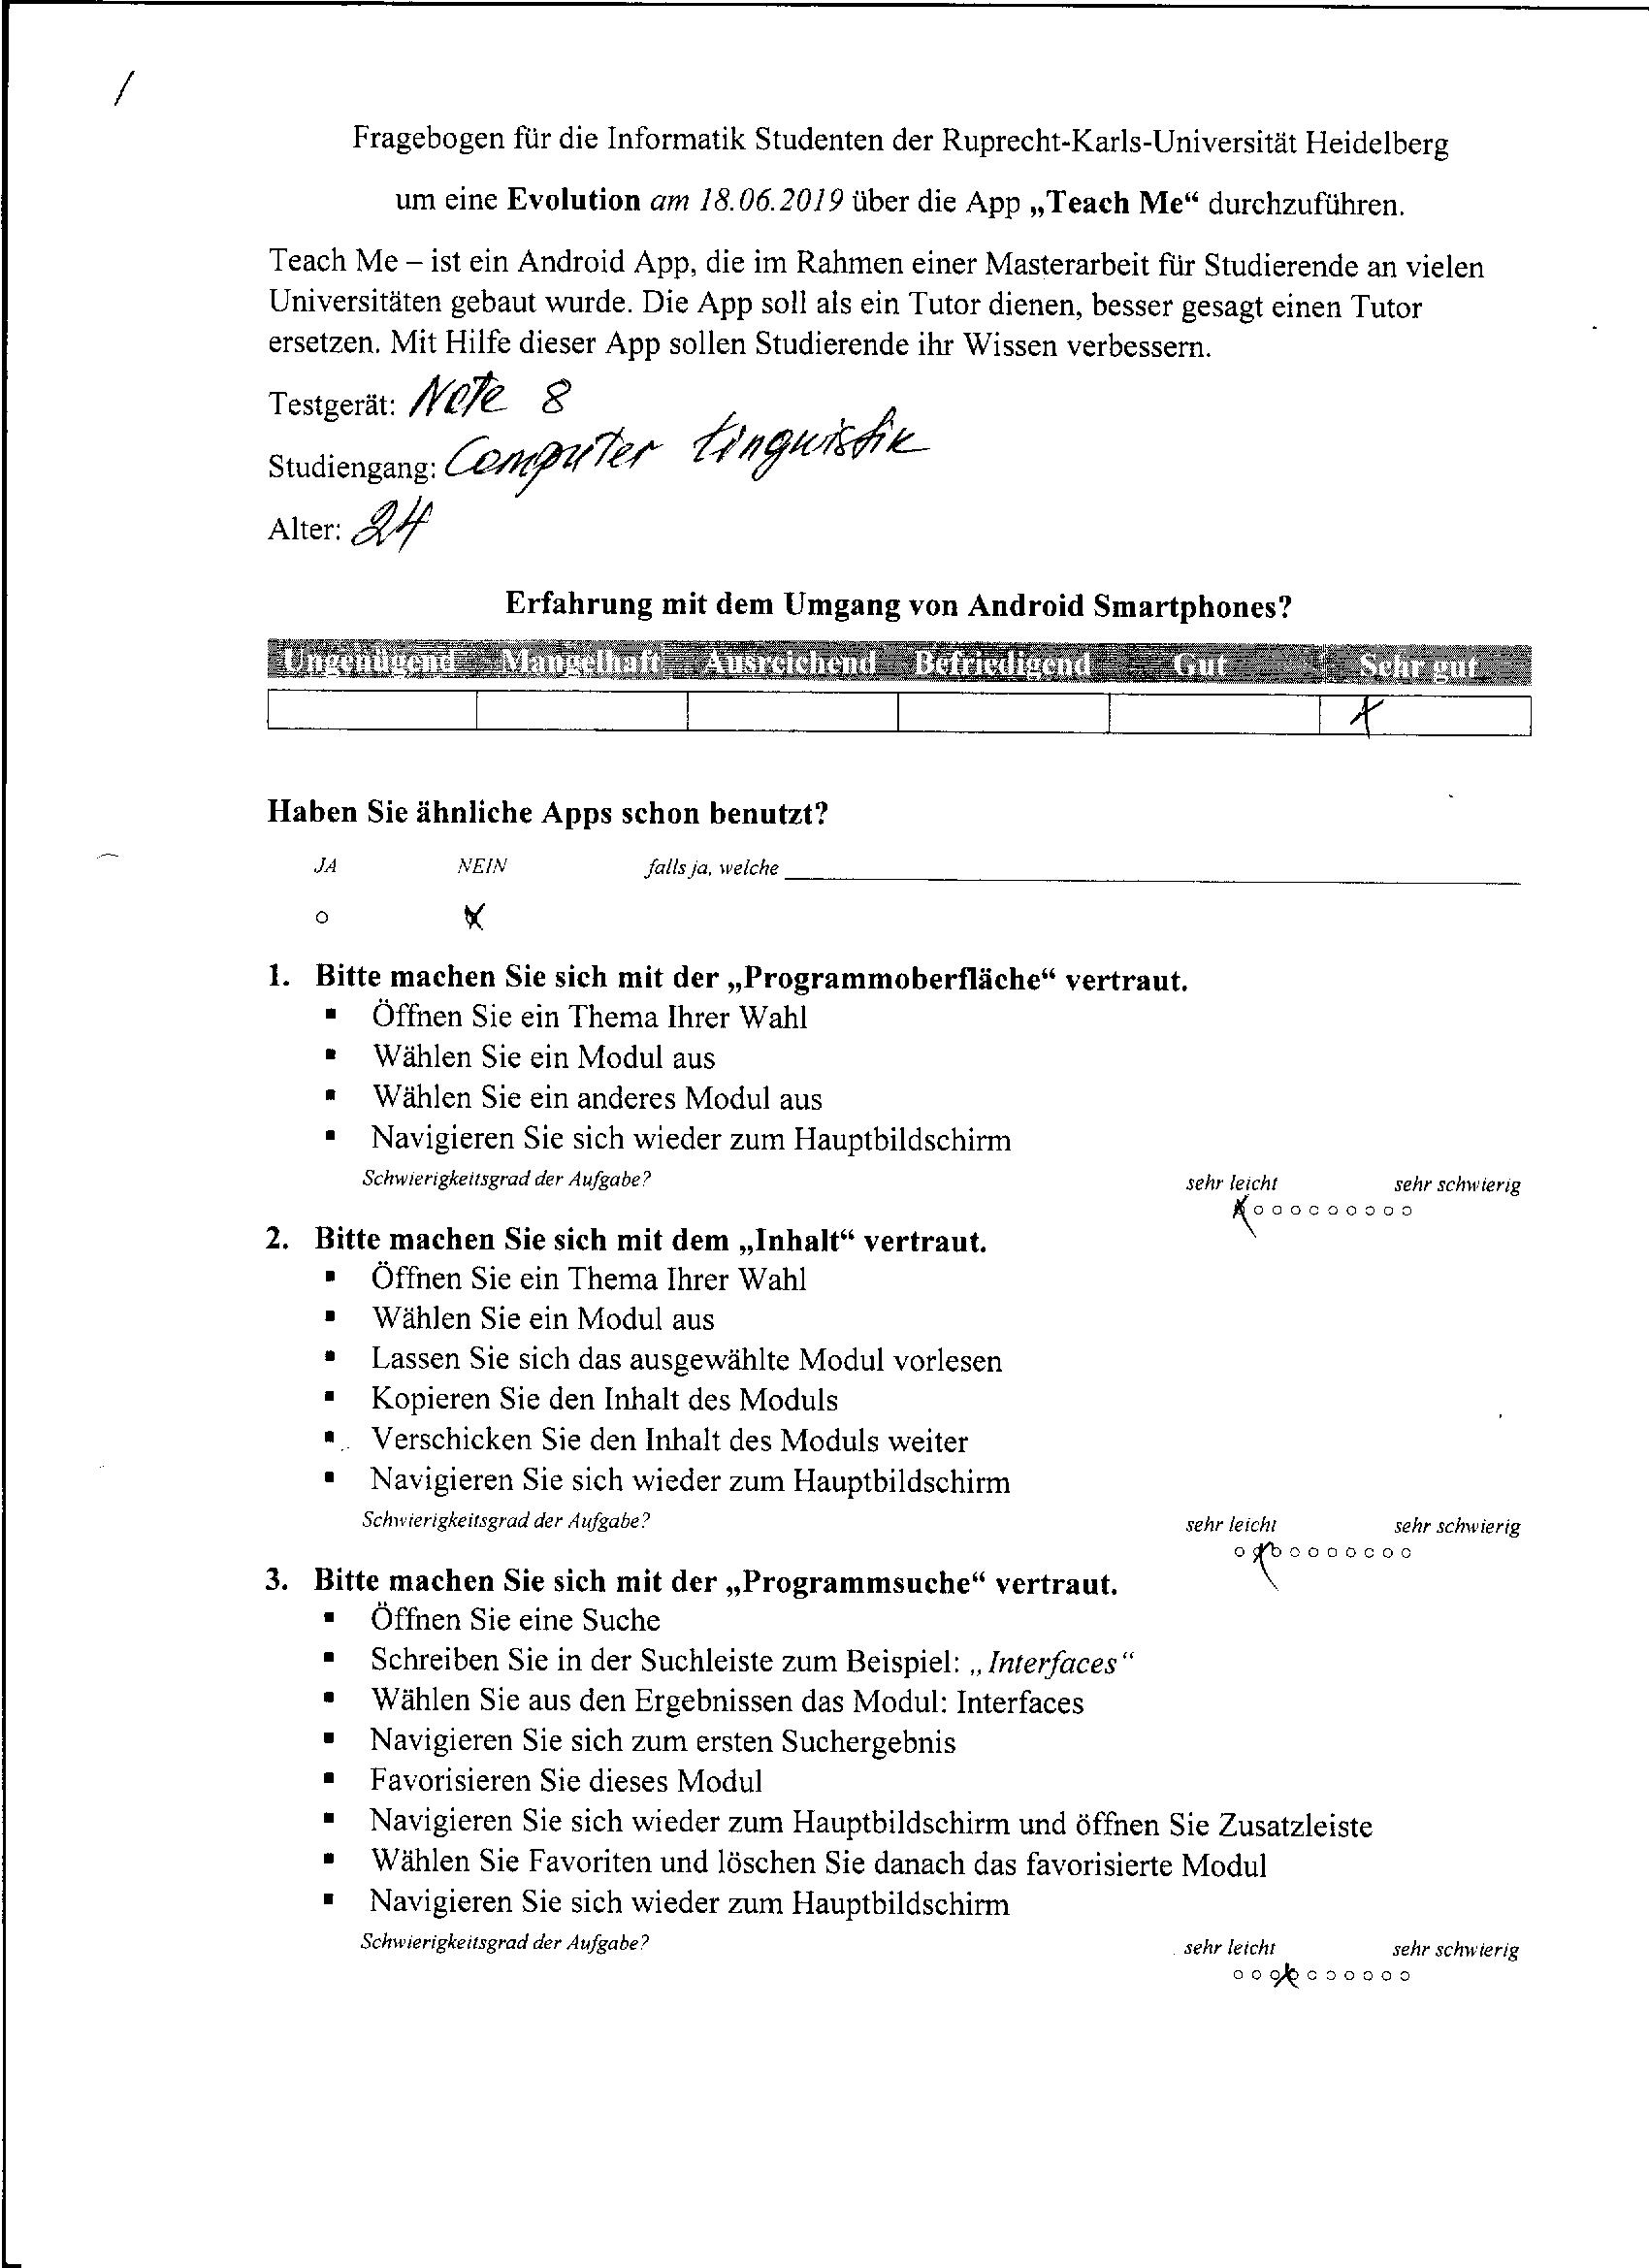 /
Fragebogen für die Informatik Studenten der Ruprecht-Karls-Universität Heidelberg
um eine Evolution am 18.06.2019 über die App „Teach Me“ durchzuführen.
Teach Me – ist ein Android App, die im Rahmen einer Masterarbeit für Studierende an vielen
Universitäten gebaut wurde. Die App soll als ein Tutor dienen, besser gesagt einen Tutor
ersetzen. Mit Hilfe dieser App sollen Studierende ihr Wissen verbessern.
Testgerät: Note 8
Studiengang: Computer Linguistik
Alter: 24
Erfahrung mit dem Umgang von Android Smartphones?
Ungenügend Mangelhaft Ausreichend Befriedigend Gut Sehr gut
x
Haben Sie ähnliche Apps schon benutzt?
JA NEIN falls ja, welche
○ x
1. Bitte machen Sie sich mit der „Programmoberfläche“ vertraut.
▪ Öffnen Sie ein Thema Ihrer Wahl
▪ Wählen Sie ein Modul aus
▪ Wählen Sie ein anderes Modul aus
▪ Navigieren Sie sich wieder zum Hauptbildschirm
Schwierigkeitsgrad der Aufgabe? sehr leicht sehr schwierig
2. Bitte machen Sie sich mit dem „Inhalt“ vertraut.
▪ Öffnen Sie ein Thema Ihrer Wahl
▪ Wählen Sie ein Modul aus
▪ Lassen Sie sich das ausgewählte Modul vorlesen
▪ Kopieren Sie den Inhalt des Moduls
▪ Verschicken Sie den Inhalt des Moduls weiter
▪ Navigieren Sie sich wieder zum Hauptbildschirm
Schwierigkeitsgrad der Aufgabe? sehr leicht sehr schwierig
3. Bitte machen Sie sich mit der „Programmsuche“ vertraut.
▪ Öffnen Sie eine Suche
▪ Schreiben Sie in der Suchleiste zum Beispiel: „Interfaces“
▪ Wählen Sie aus den Ergebnissen das Modul: Interfaces
▪ Navigieren Sie sich zum ersten Suchergebnis
▪ Favorisieren Sie dieses Modul
▪ Navigieren Sie sich wieder zum Hauptbildschirm und öffnen Sie Zusatzleiste
▪ Wählen Sie Favoriten und löschen Sie danach das favorisierte Modul
▪ Navigieren Sie sich wieder zum Hauptbildschirm
Schwierigkeitsgrad der Aufgabe? sehr leicht sehr schwierig